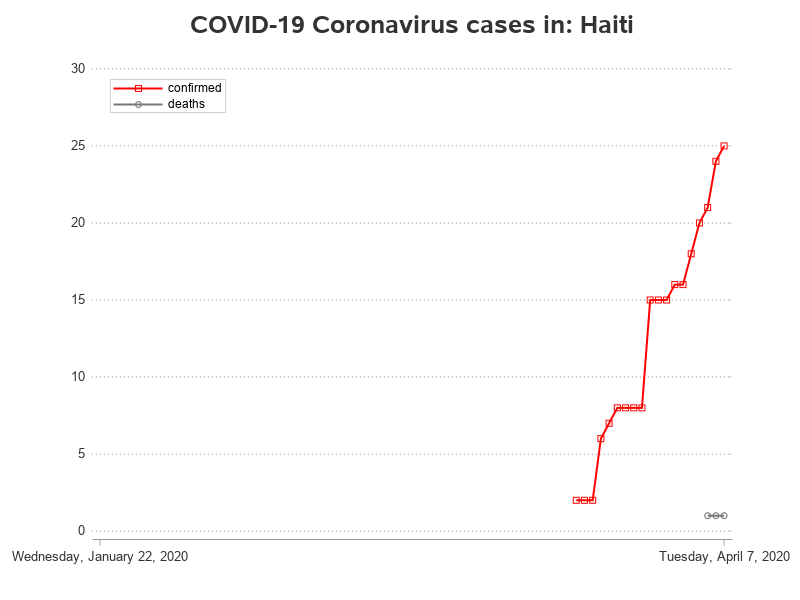 COVID-19 Coronavirus cases in: Haiti
30
confirmed
deaths
25
20
15
10
5
0
Wednesday, January 22, 2020 Tuesday, April 7, 2020